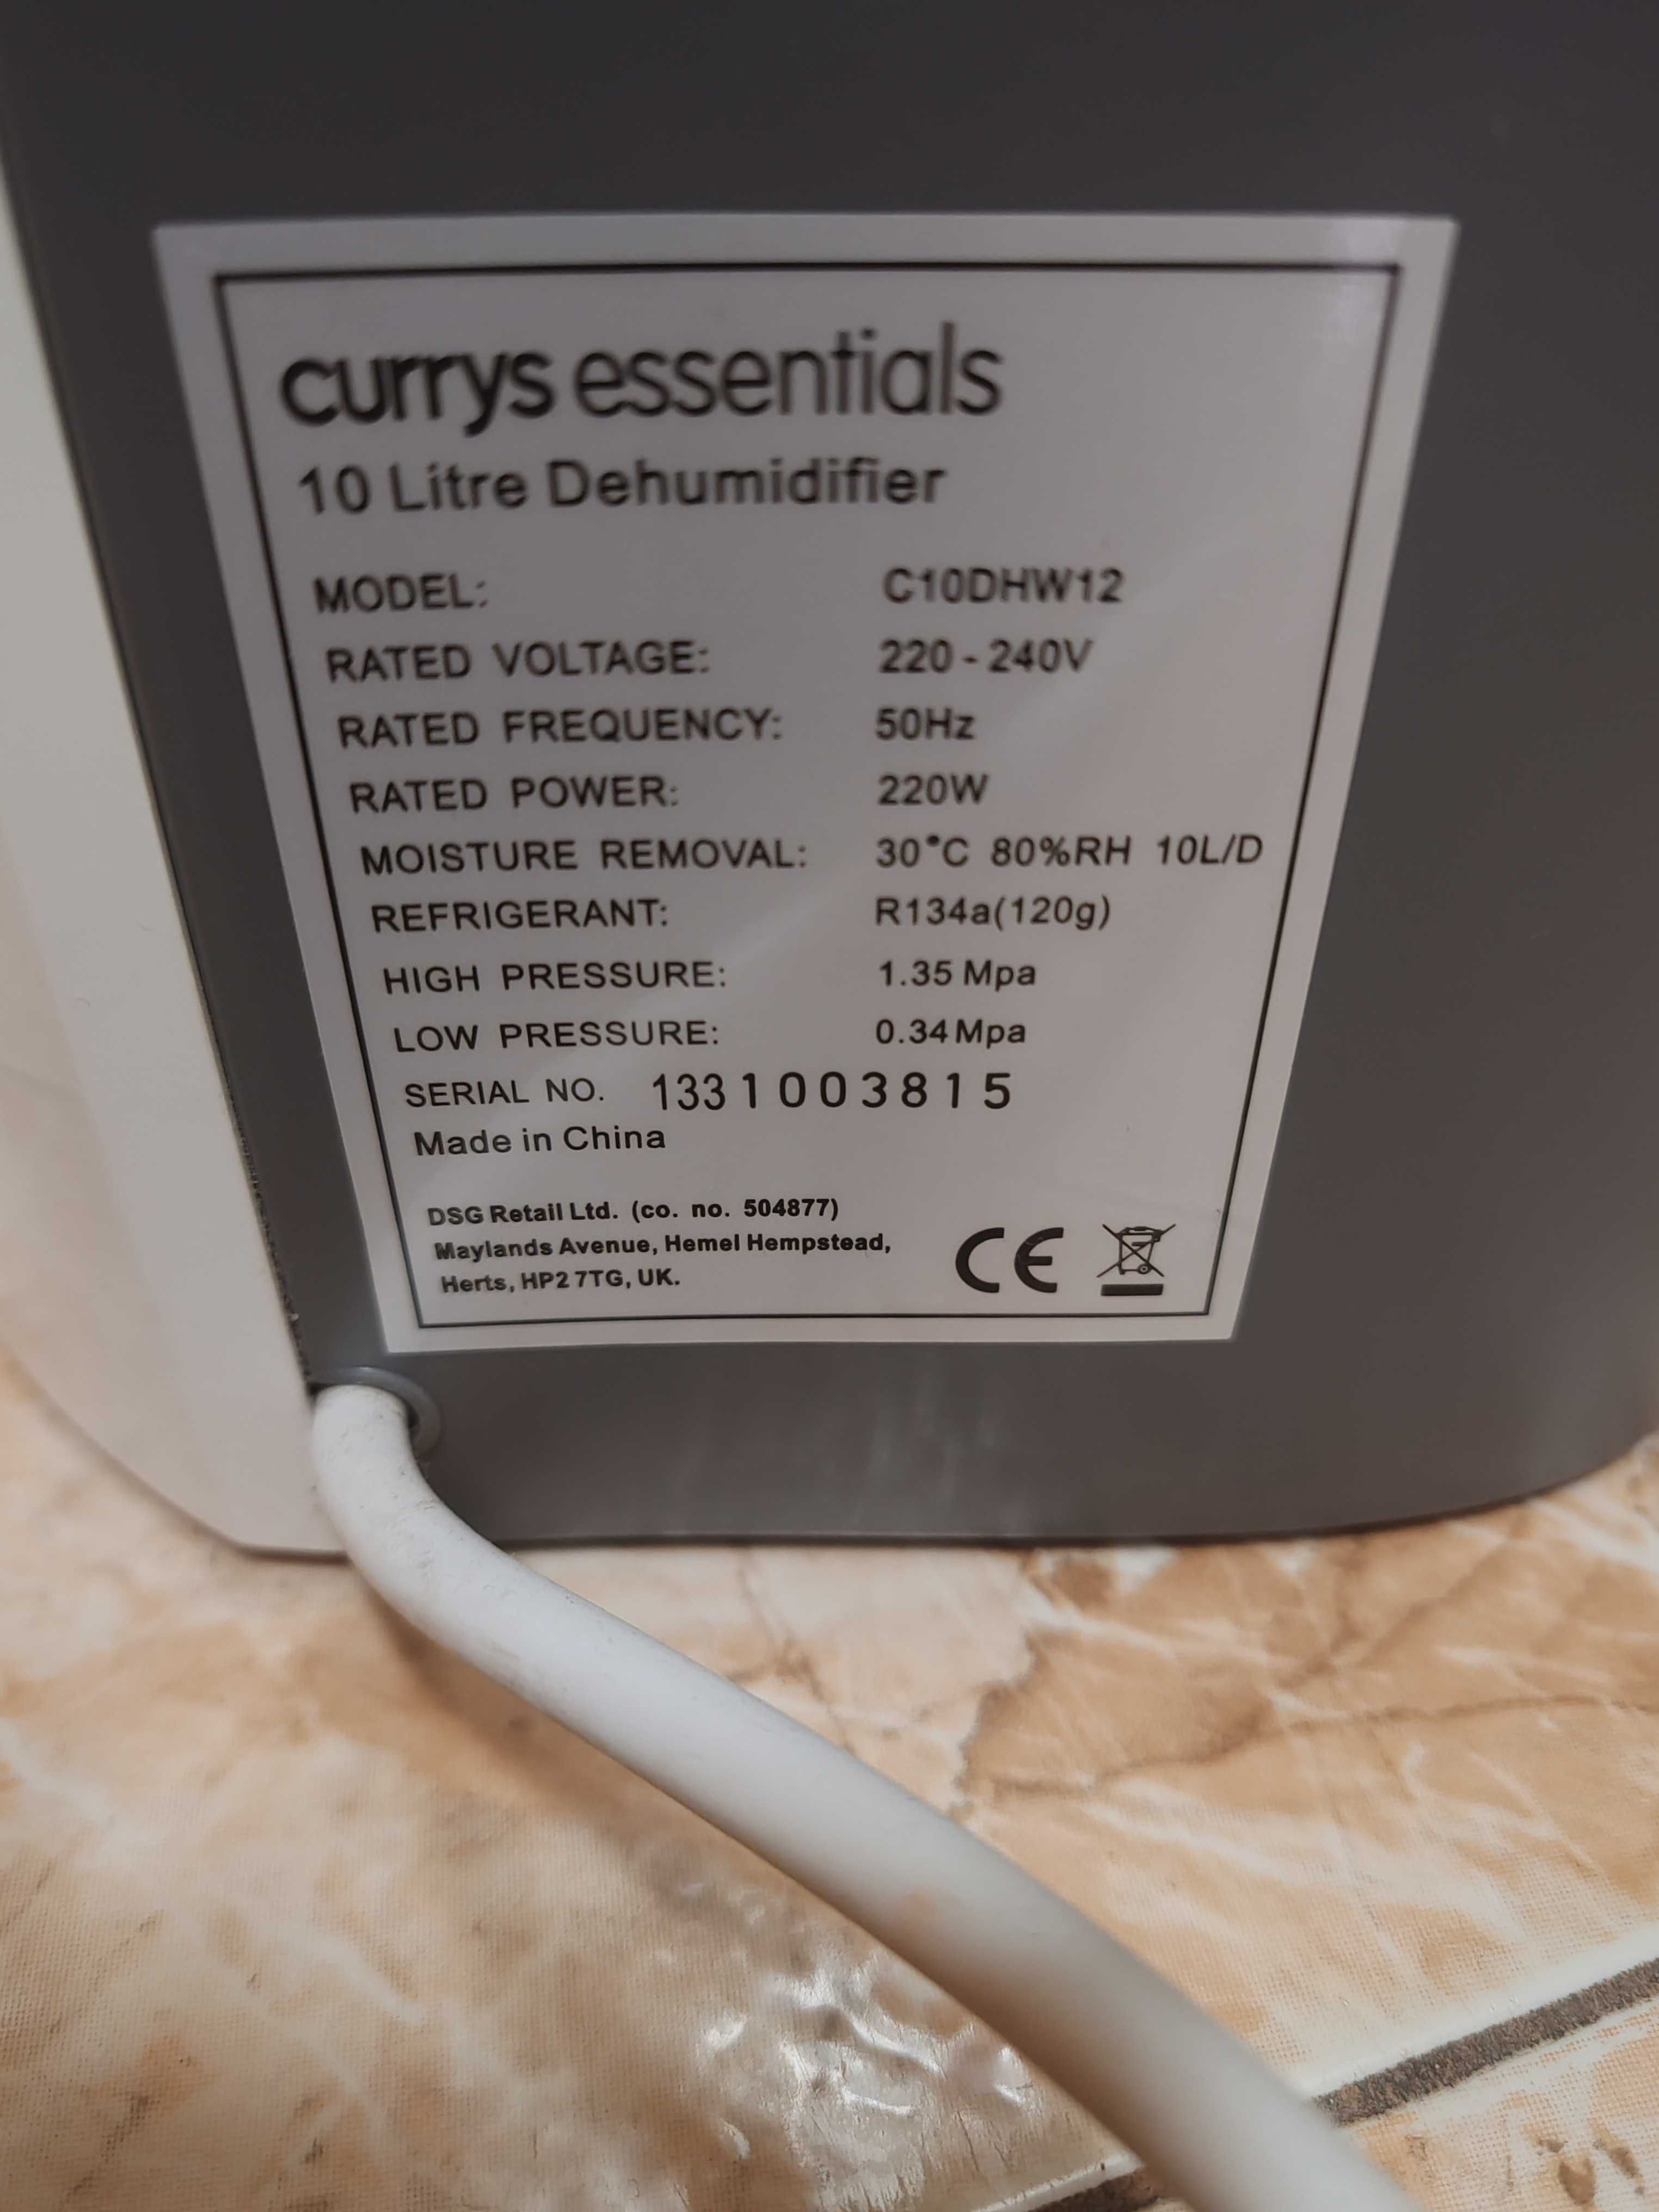 currys essentials
10 Litre Dehumidifier
MODEL: C10DHW12
RATED VOLTAGE: 220 - 240V
RATED FREQUENCY: 50Hz
RATED POWER: 220W
MOISTURE REMOVAL: 30°C 80%RH 10L/D
REFRIGERANT: R134a(120g)
HIGH PRESSURE: 1.35 Mpa
LOW PRESSURE: 0.34 Mpa
SERIAL NO. 1331003815
Made in China
DSG Retail Ltd. (co. no. 504877)
Maylands Avenue, Hemel Hempstead,
Herts, HP2 7TG, UK.
CE